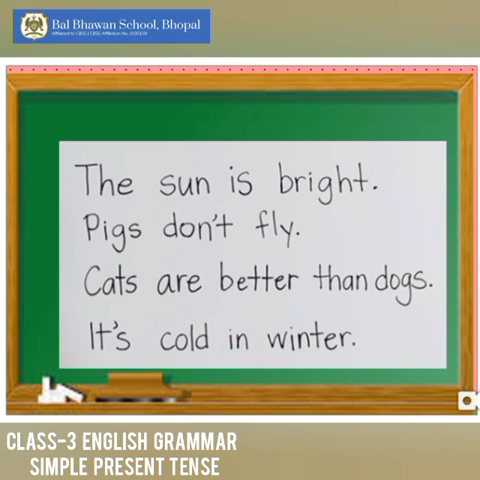 Bal Bhawan School, Bhopal
The sun is bright.
Pigs don't fly.
Cats are better than dogs.
It's cold in winter.
CLASS-3 ENGLISH GRAMMAR
SIMPLE PRESENT TENSE